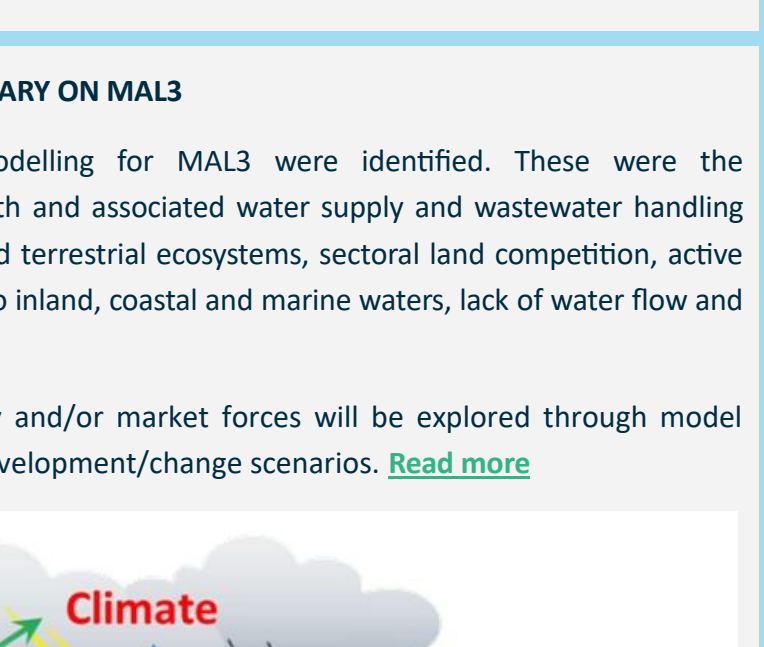 ARY ON MAL3
odelling for MAL3 were identified. These were the
th and associated water supply and wastewater handling
d terrestrial ecosystems, sectoral land competition, active
o inland, coastal and marine waters, lack of water flow and
y and/or market forces will be explored through model
velopment/change scenarios. Read more
Climate